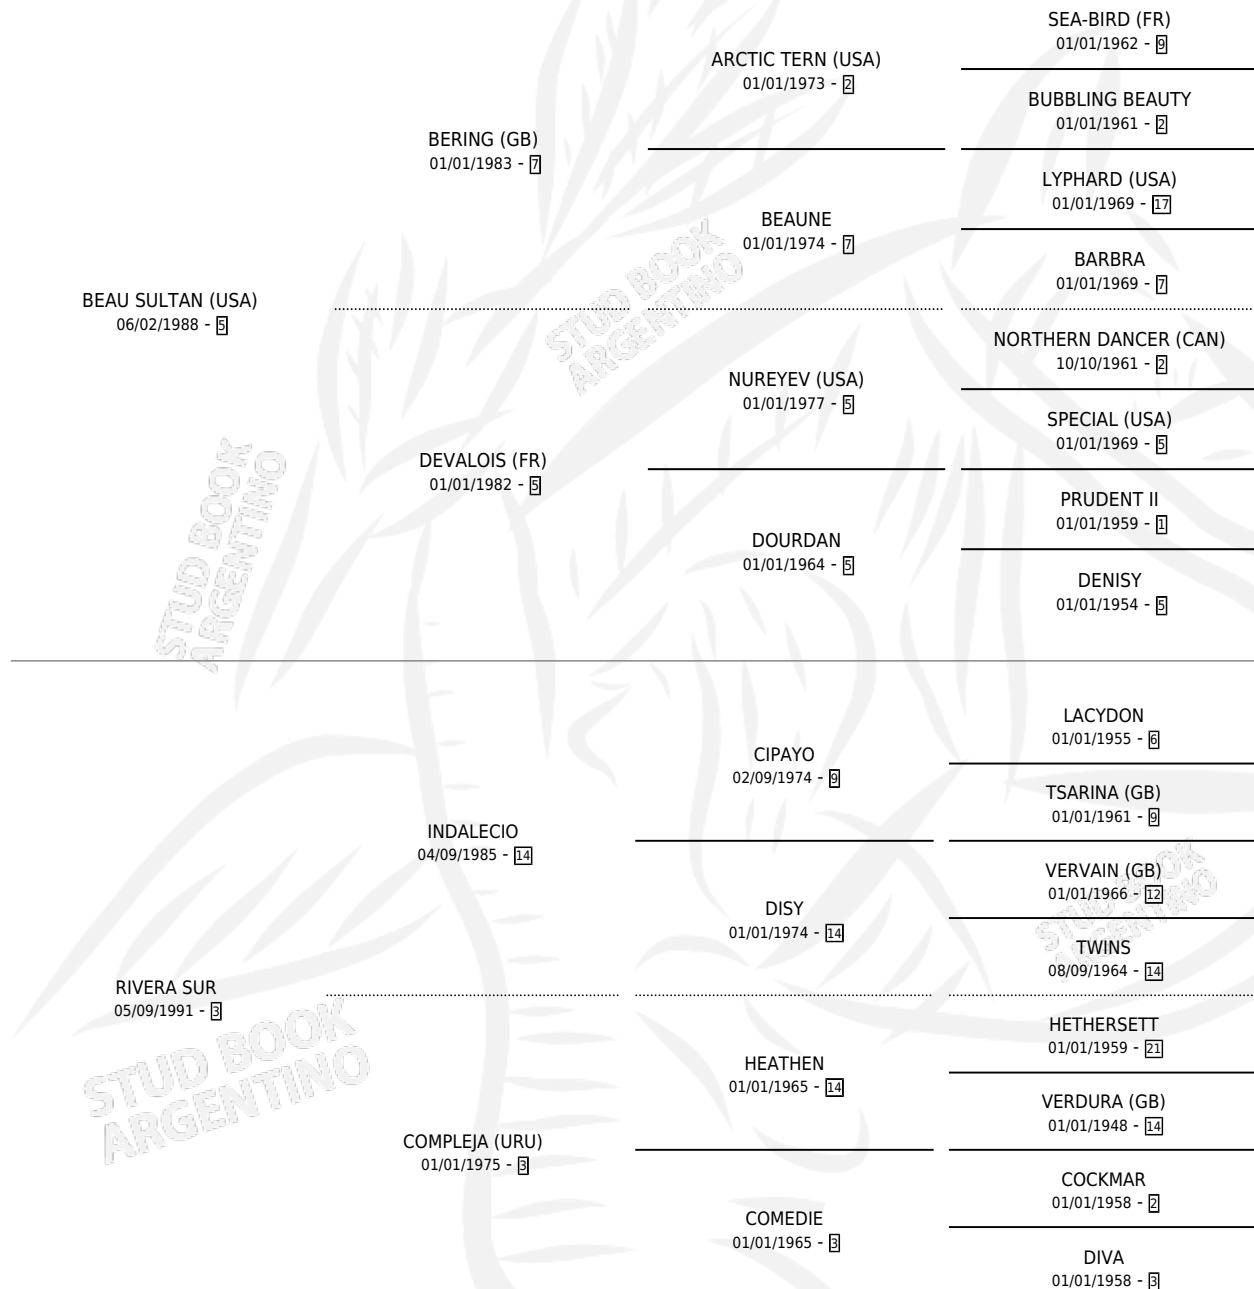 SEA-BIRD (FR)
01/01/1962 - 9
ARCTIC TERN (USA)
01/01/1973 - 2
BUBBLING BEAUTY
01/01/1961 - 2
BERING (GB)
01/01/1983 - 7
LYPHARD (USA)
01/01/1969 - 17
BEAUNE
01/01/1974 - 7
BARBRA
01/01/1969 - 7
BEAU SULTAN (USA)
06/02/1988 - 5
NORTHERN DANCER (CAN)
10/10/1961 - 2
NUREYEV (USA)
01/01/1977 - 5
SPECIAL (USA)
01/01/1969 - 5
DEVALOIS (FR)
01/01/1982 - 5
PRUDENT II
01/01/1959 - 1
DOURDAN
01/01/1964 - 5
DENISY
01/01/1954 - 5
LACYDON
01/01/1955 - 6
CIPAYO
02/09/1974 - 9
TSARINA (GB)
01/01/1961 - 9
INDALECIO
04/09/1985 - 14
VERVAIN (GB)
01/01/1966 - 12
DISY
01/01/1974 - 14
TWINS
08/09/1964 - 14
RIVERA SUR
05/09/1991 - 3
HETHERSETT
01/01/1959 - 21
HEATHEN
01/01/1965 - 14
VERDURA (GB)
01/01/1948 - 14
COMPLEJA (URU)
01/01/1975 - 3
COCKMAR
01/01/1958 - 2
COMEDIE
01/01/1965 - 3
DIVA
01/01/1958 - 3
STUD BOOK
ARGENTINO
STUD BOOK
ARGENTINO
STUD BOOK
ARGENTINO
STUD BOOK
ARGENTINO